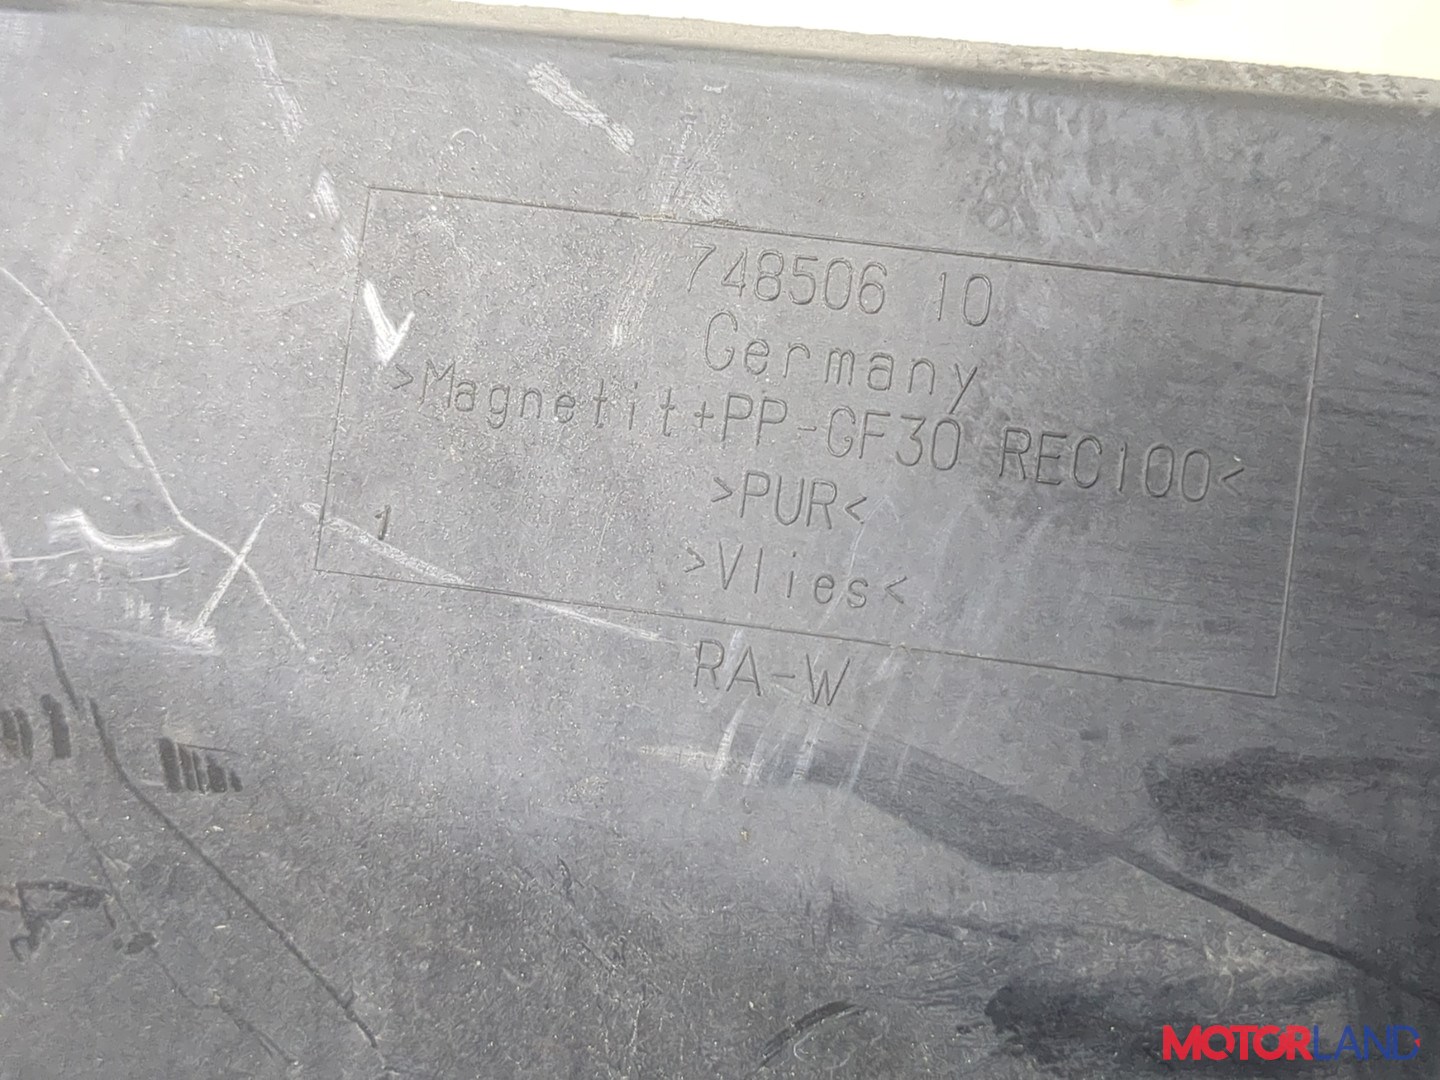 748506 10
Germany
>Magnetit+PP-GF30 REC100<
>PUR<
1
>Vlies<
RA-W
MOTORLAND